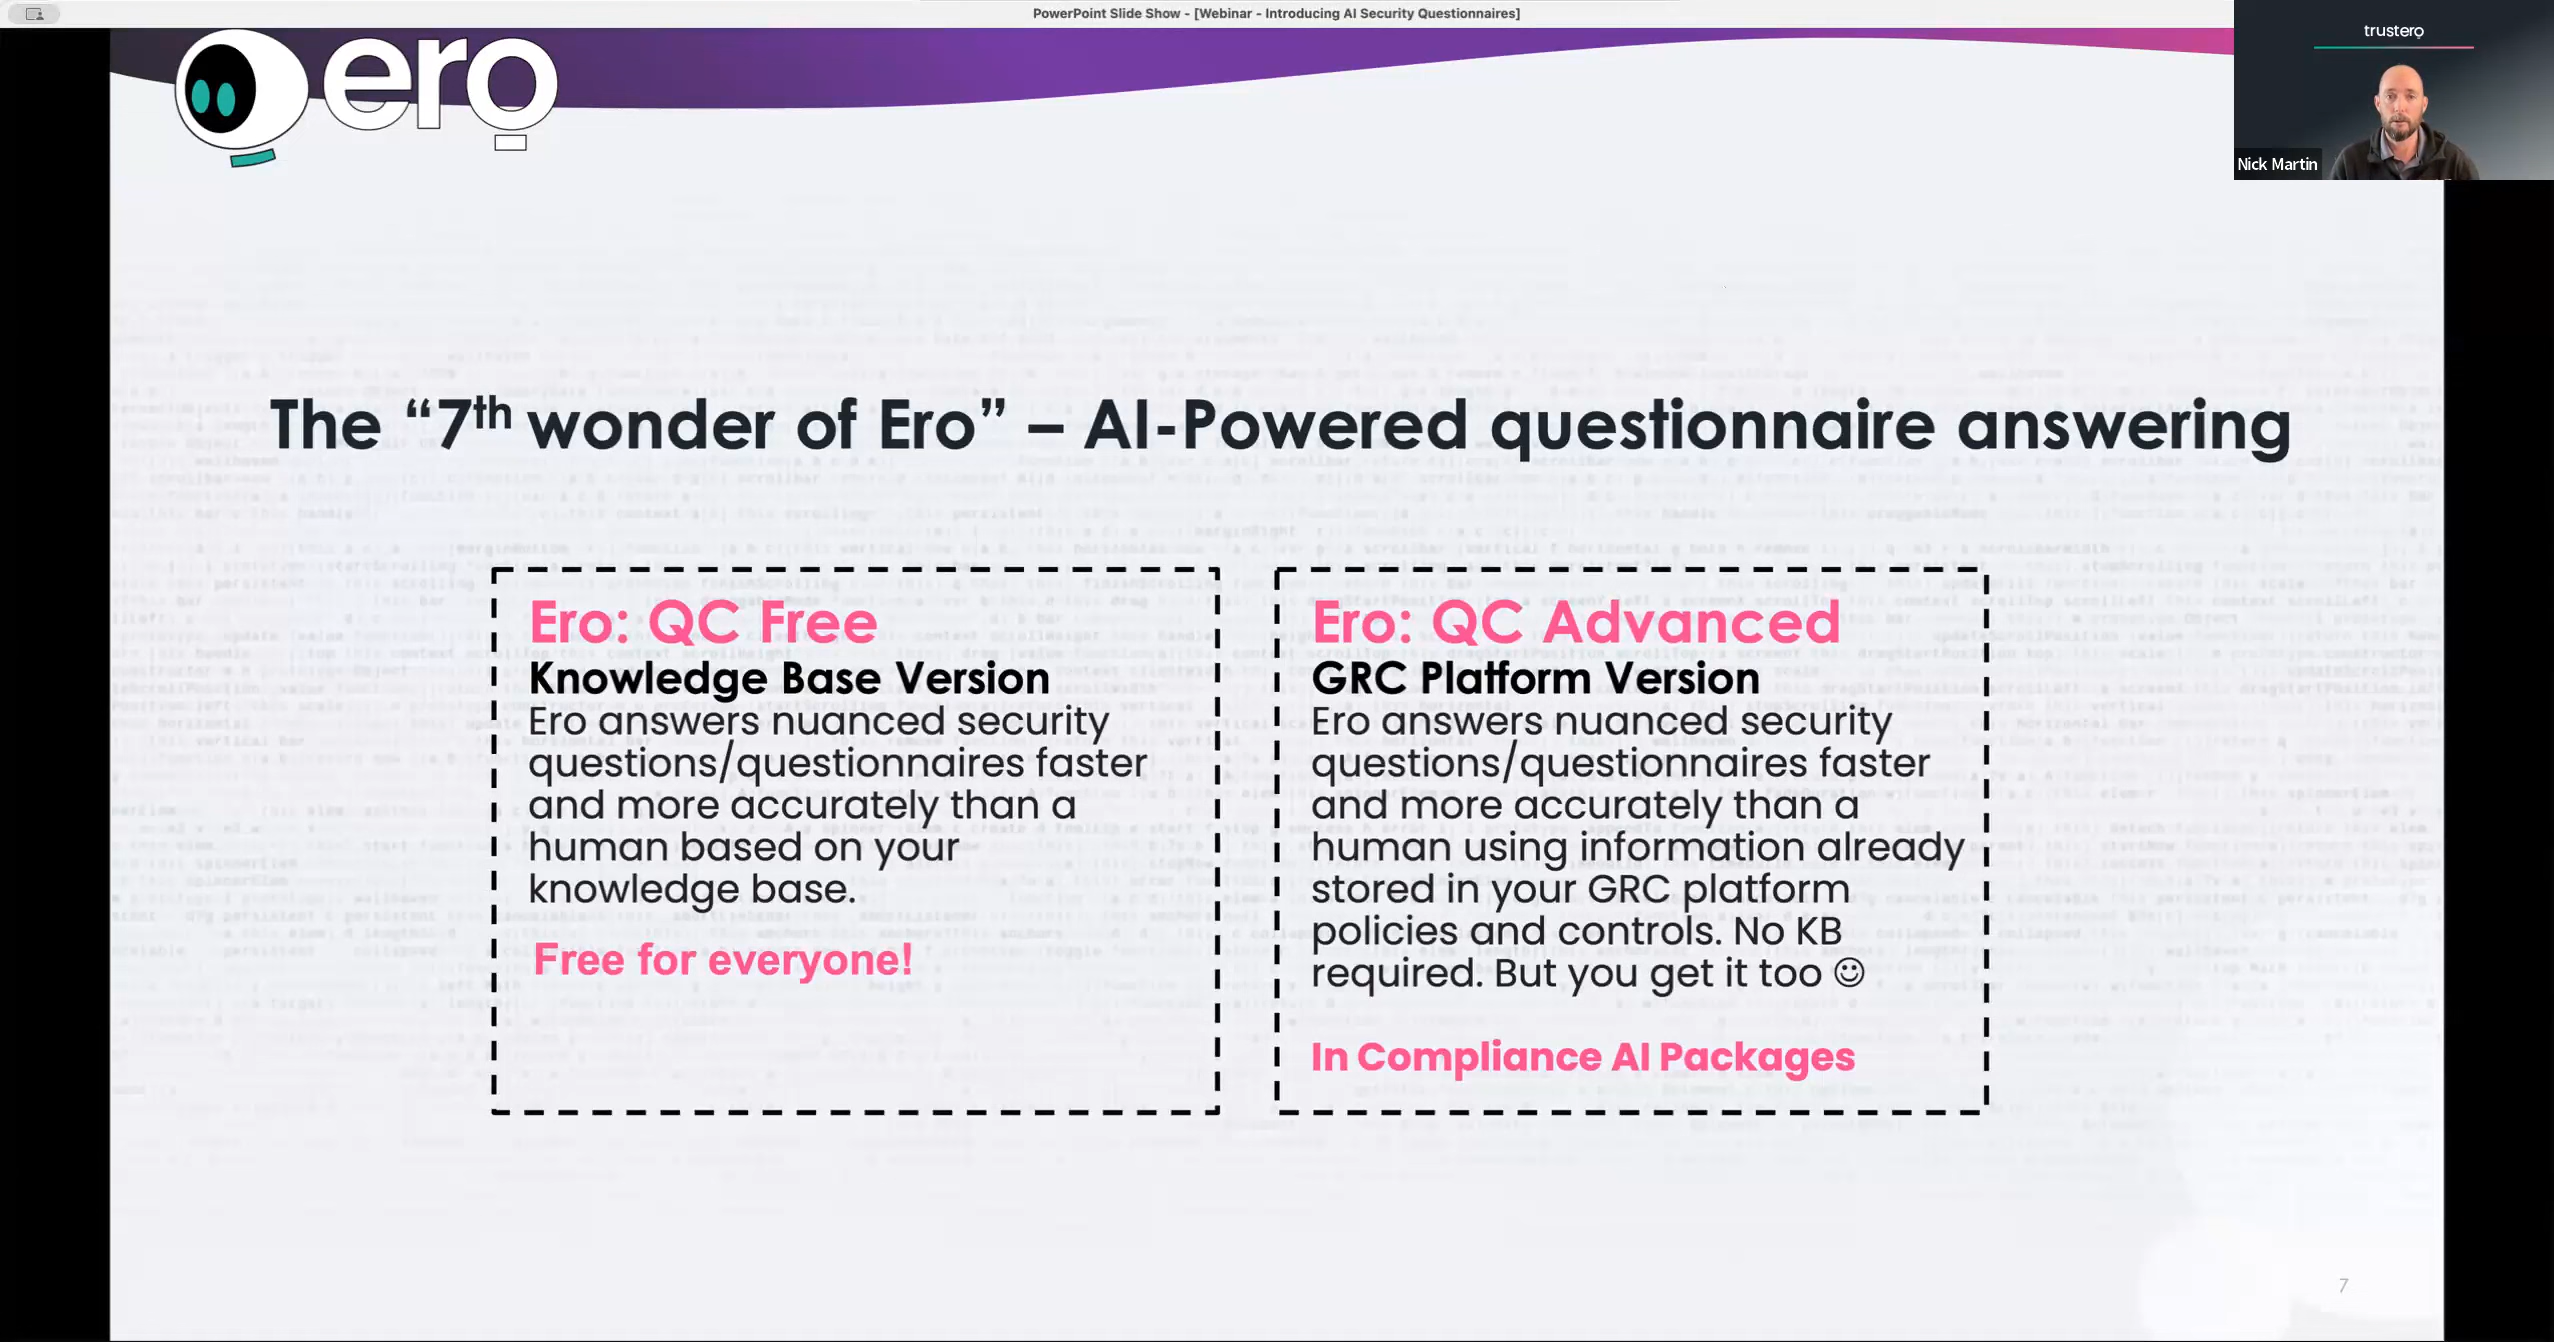 PowerPoint Slide Show - [Webinar - Introducing AI Security Questionnaires]
trustero
Nick Martin
ero
The “7th wonder of Ero” – AI-Powered questionnaire answering
Ero: QC Free
Knowledge Base Version
Ero answers nuanced security
questions/questionnaires faster
and more accurately than a
human based on your
knowledge base.
Free for everyone!
Ero: QC Advanced
GRC Platform Version
Ero answers nuanced security
questions/questionnaires faster
and more accurately than a
human using information already
stored in your GRC platform
policies and controls. No KB
required. But you get it too ☺
In Compliance AI Packages
7